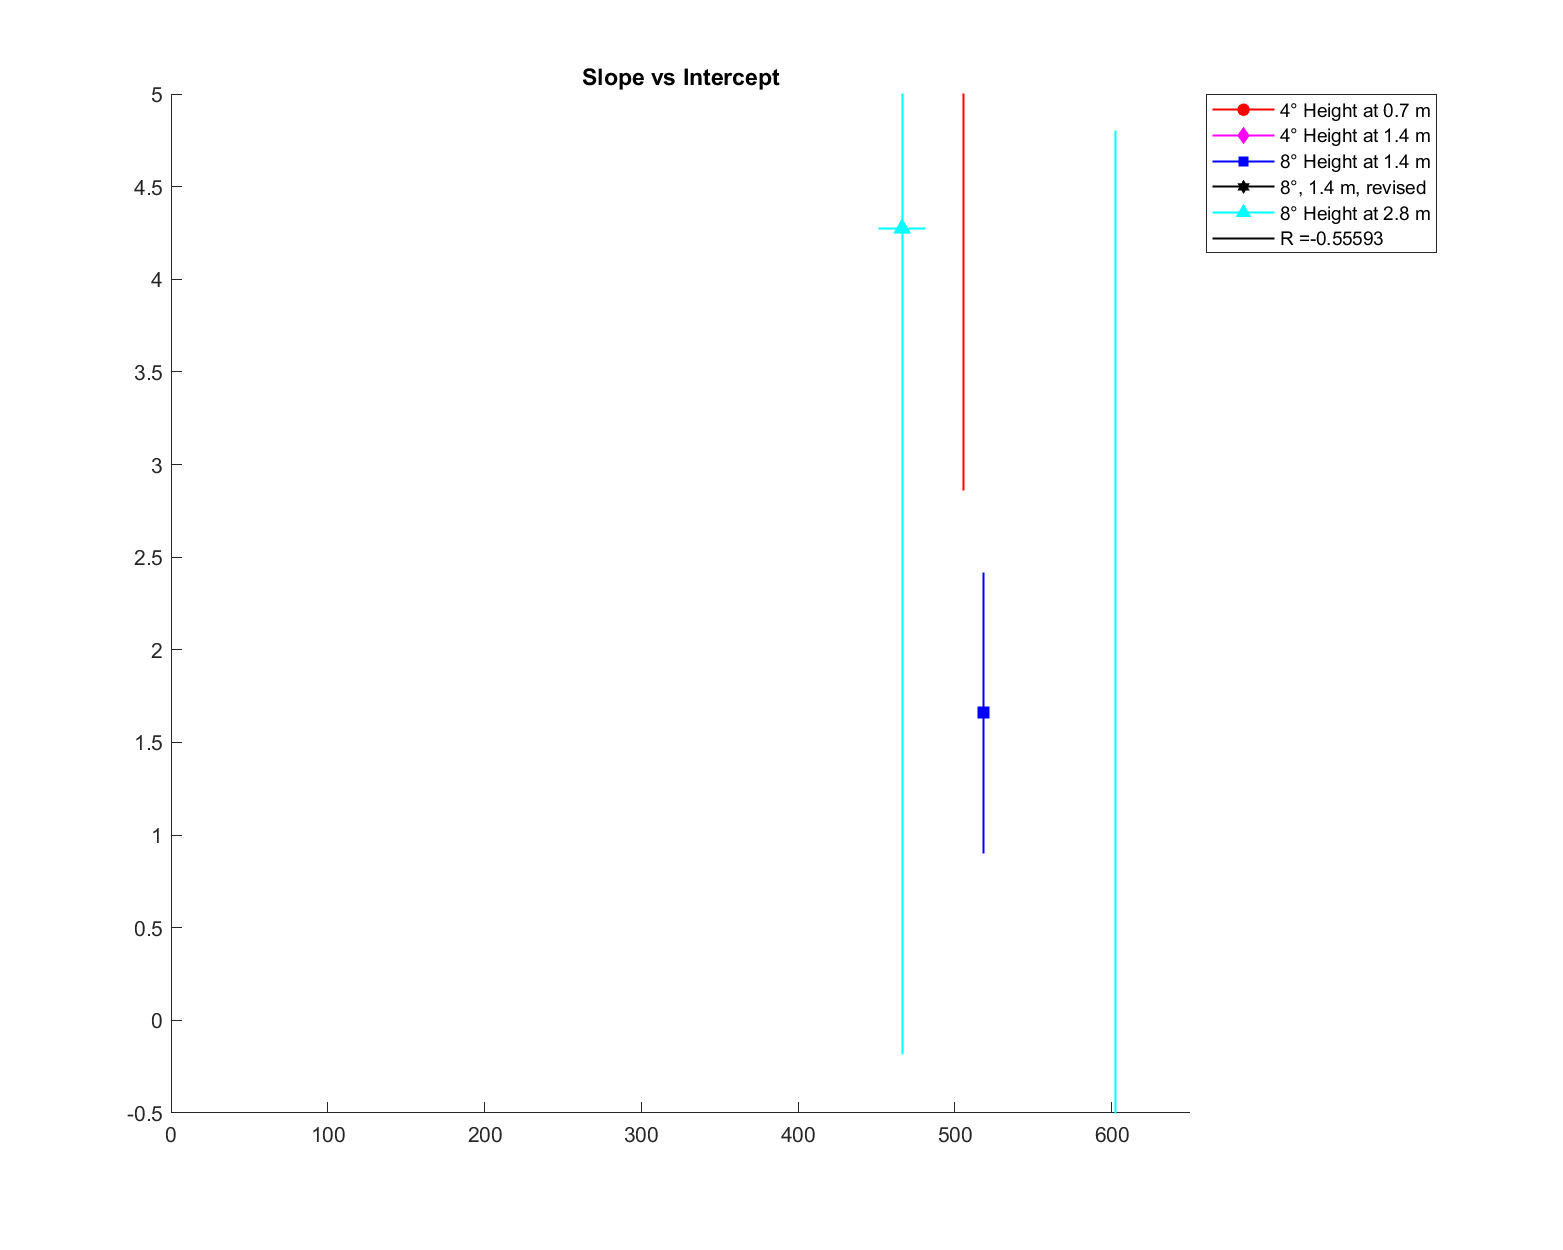 Slope vs Intercept
5
4.5
4
3.5
3
2.5
2
1.5
1
0.5
0
-0.5
0 100 200 300 400 500 600
4° Height at 0.7 m
4° Height at 1.4 m
8° Height at 1.4 m
8°, 1.4 m, revised
8° Height at 2.8 m
R =-0.55593